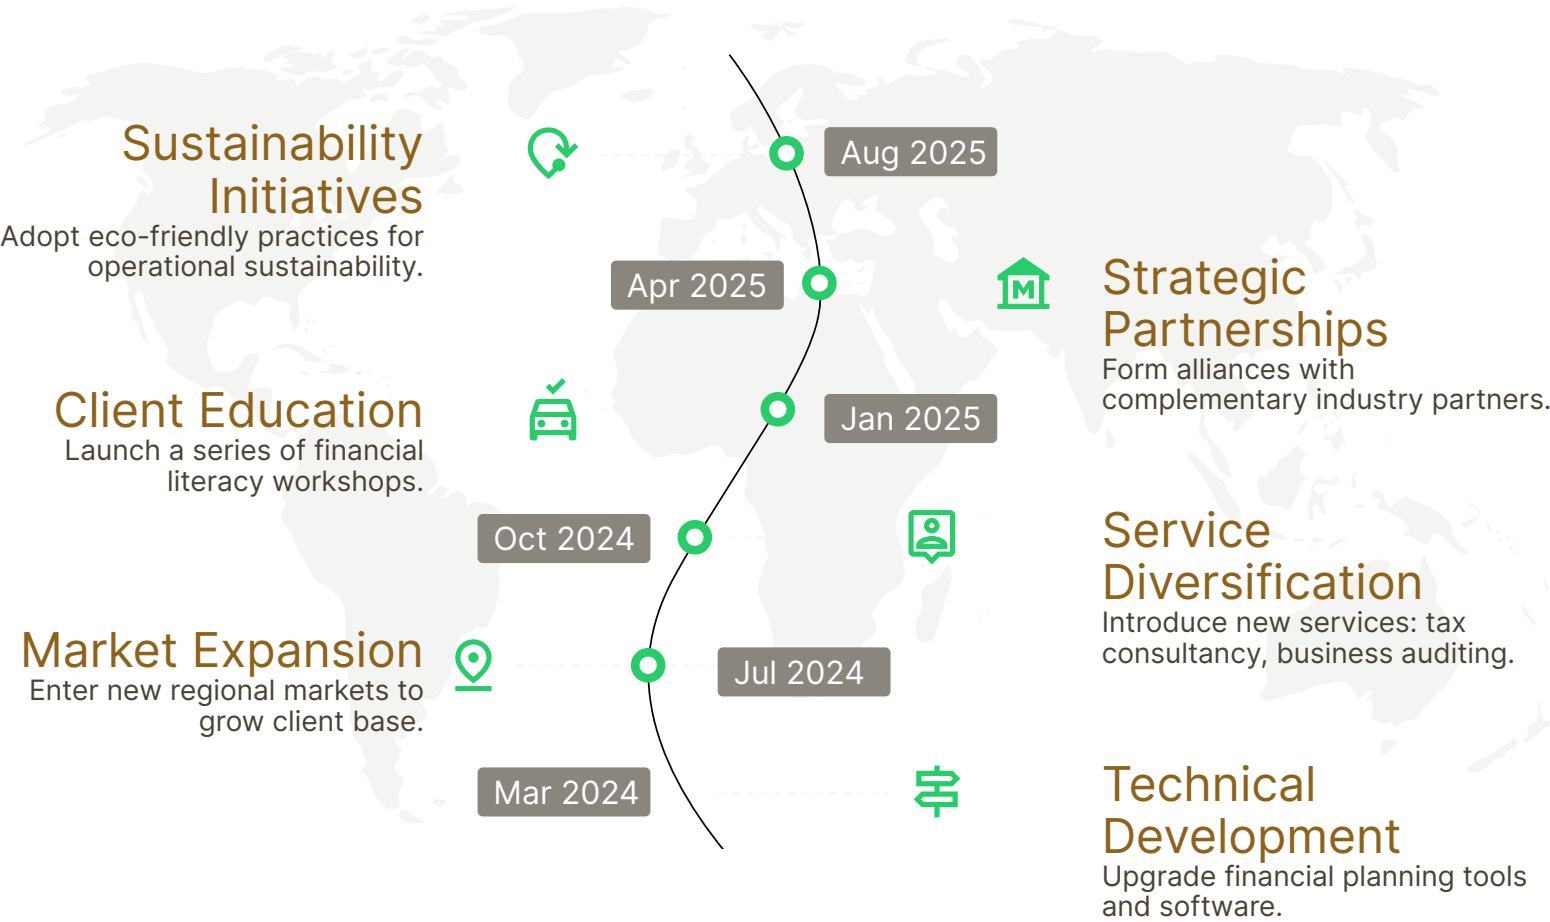 Sustainability
Initiatives
Adopt eco-friendly practices for
operational sustainability.
Aug 2025
Apr 2025
Strategic
Partnerships
Form alliances with
complementary industry partners.
Client Education
Launch a series of financial
literacy workshops.
Jan 2025
Oct 2024
Service
Diversification
Introduce new services: tax
consultancy, business auditing.
Market Expansion
Enter new regional markets to
grow client base.
Jul 2024
Mar 2024
Technical
Development
Upgrade financial planning tools
and software.